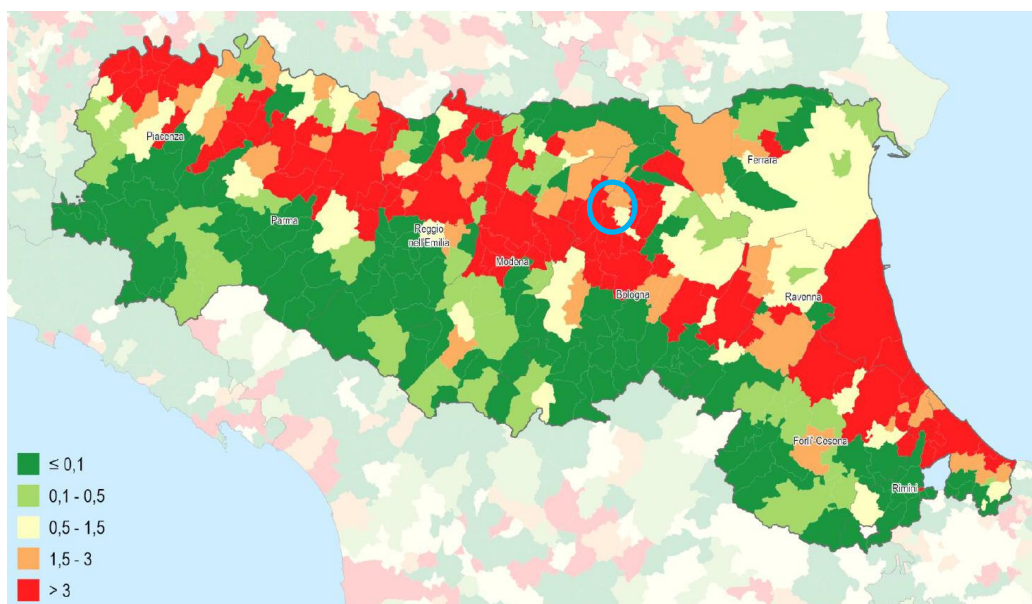 Piacenza
Ferrara
Parma
Reggio
nell'Emilia
Modena
Bologna
Ravenna
Forli'-Cesena
Rimini
≤ 0,1
0,1 - 0,5
0,5 - 1,5
1,5 - 3
> 3